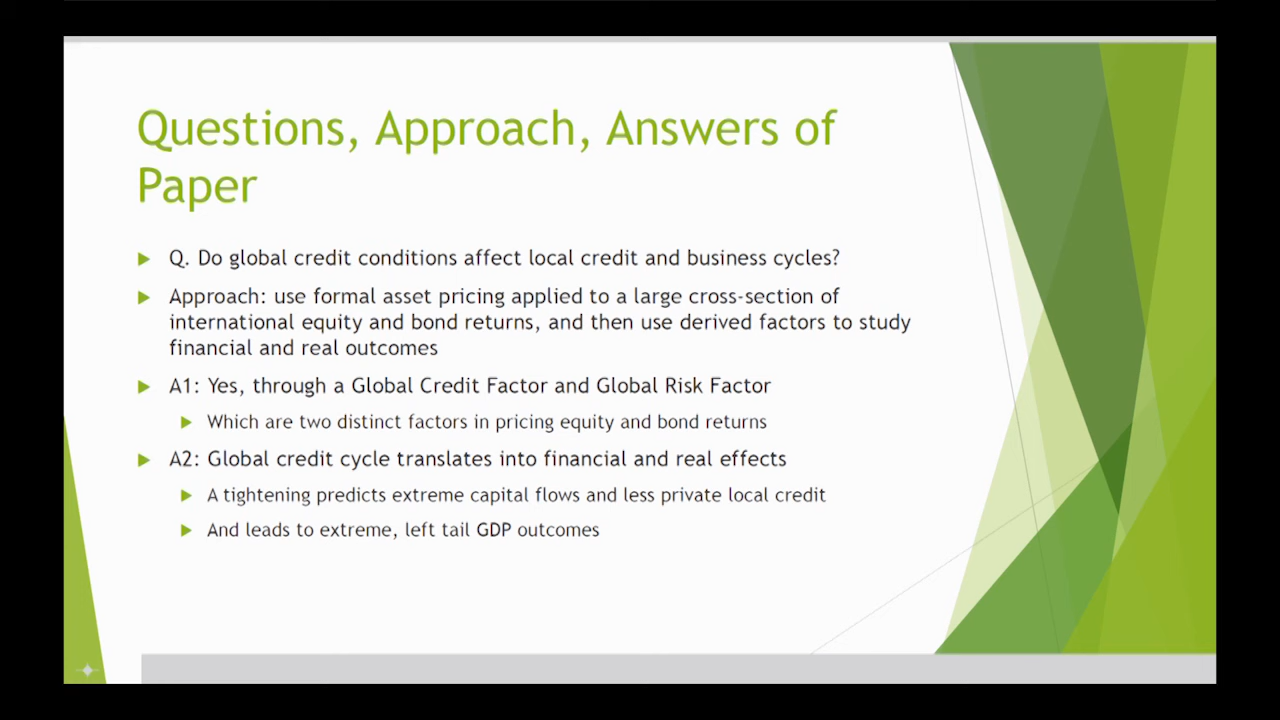 Questions, Approach, Answers of
Paper
Q. Do global credit conditions affect local credit and business cycles?
Approach: use formal asset pricing applied to a large cross-section of
international equity and bond returns, and then use derived factors to study
financial and real outcomes
A1: Yes, through a Global Credit Factor and Global Risk Factor
Which are two distinct factors in pricing equity and bond returns
A2: Global credit cycle translates into financial and real effects
A tightening predicts extreme capital flows and less private local credit
And leads to extreme, left tail GDP outcomes